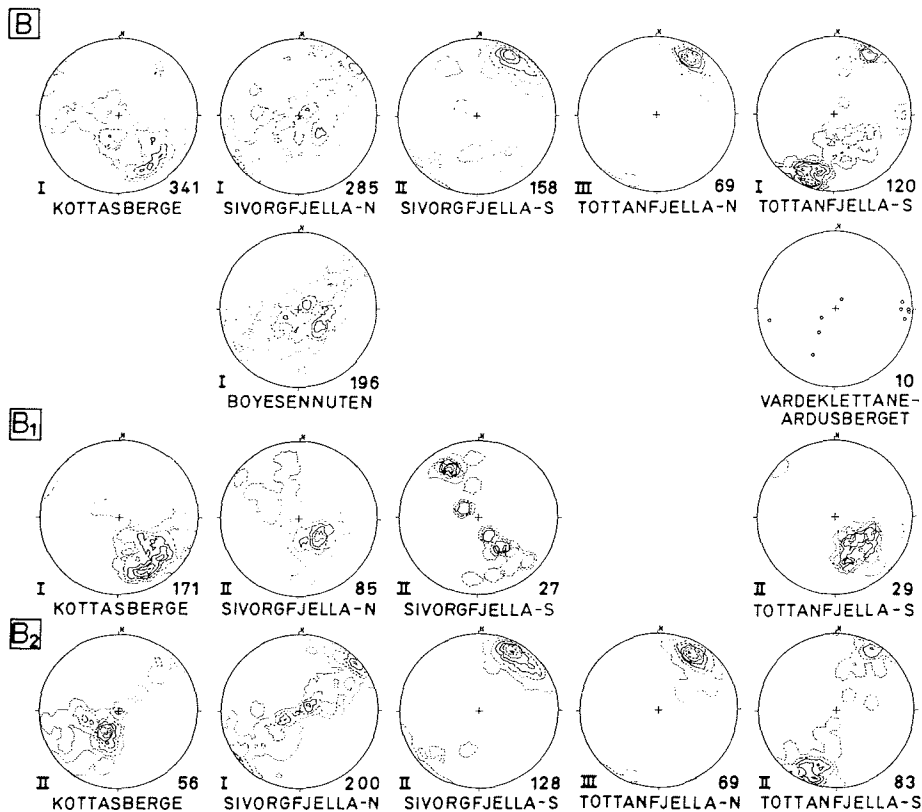 B
I 341 I 285 II 158 III 69 I 120
KOTTASBERGE SIVORGFJELLA-N SIVORGFJELLA-S TOTTANFJELLA-N TOTTANFJELLA-S
I 196 10
BOYESENNUTEN VARDEKLETTANE-
ARDUSBERGET
B₁
I 171 II 85 II 27 II 29
KOTTASBERGE SIVORGFJELLA-N SIVORGFJELLA-S TOTTANFJELLA-S
B₂
II 56 I 200 II 128 III 69 II 83
KOTTASBERGE SIVORGFJELLA-N SIVORGFJELLA-S TOTTANFJELLA-N TOTTANFJELLA-S